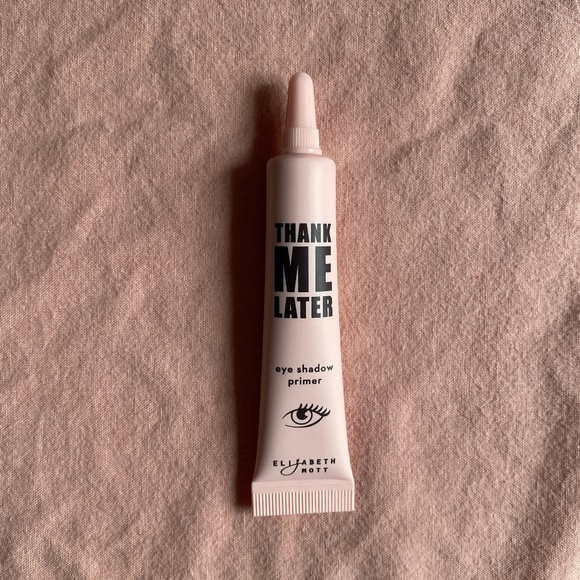 THANK
ME
LATER
eye shadow
primer
ELIZABETH
MOTT